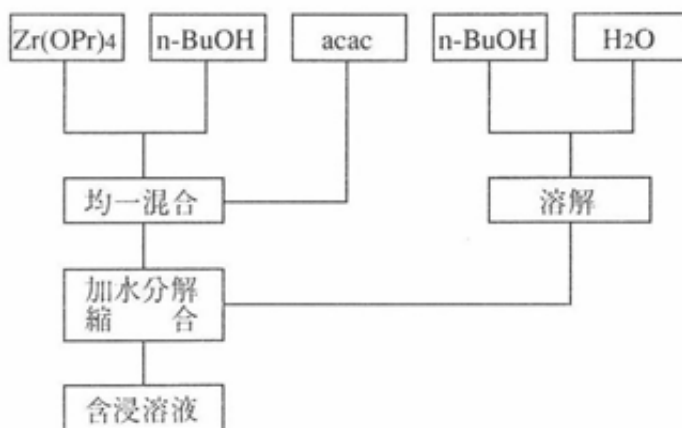 Zr(OPr)4
n-BuOH
acac
n-BuOH
H2O
均一混合
溶解
加水分解
縮合
含浸溶液